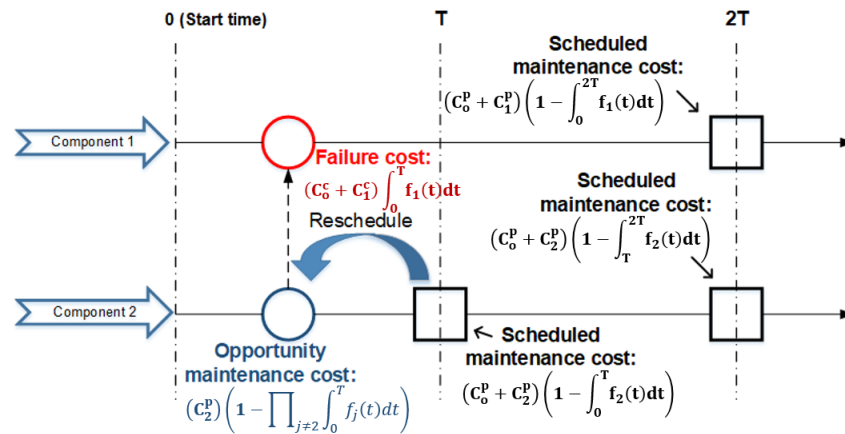 0 (Start time)
T
2T
Scheduled
maintenance cost:
(C_o^p + C_1^p)(1 − ∫_0^{2T} f_1(t)dt)
Component 1
Failure cost:
(C_o^c + C_1^c) ∫_0^T f_1(t)dt
Scheduled
maintenance cost:
(C_o^p + C_2^p)(1 − ∫_T^{2T} f_2(t)dt)
Reschedule
Component 2
Opportunity
maintenance cost:
(C_2^p)(1 − ∏_{j≠2} ∫_0^T f_j(t)dt)
Scheduled
maintenance cost:
(C_o^p + C_2^p)(1 − ∫_0^T f_2(t)dt)